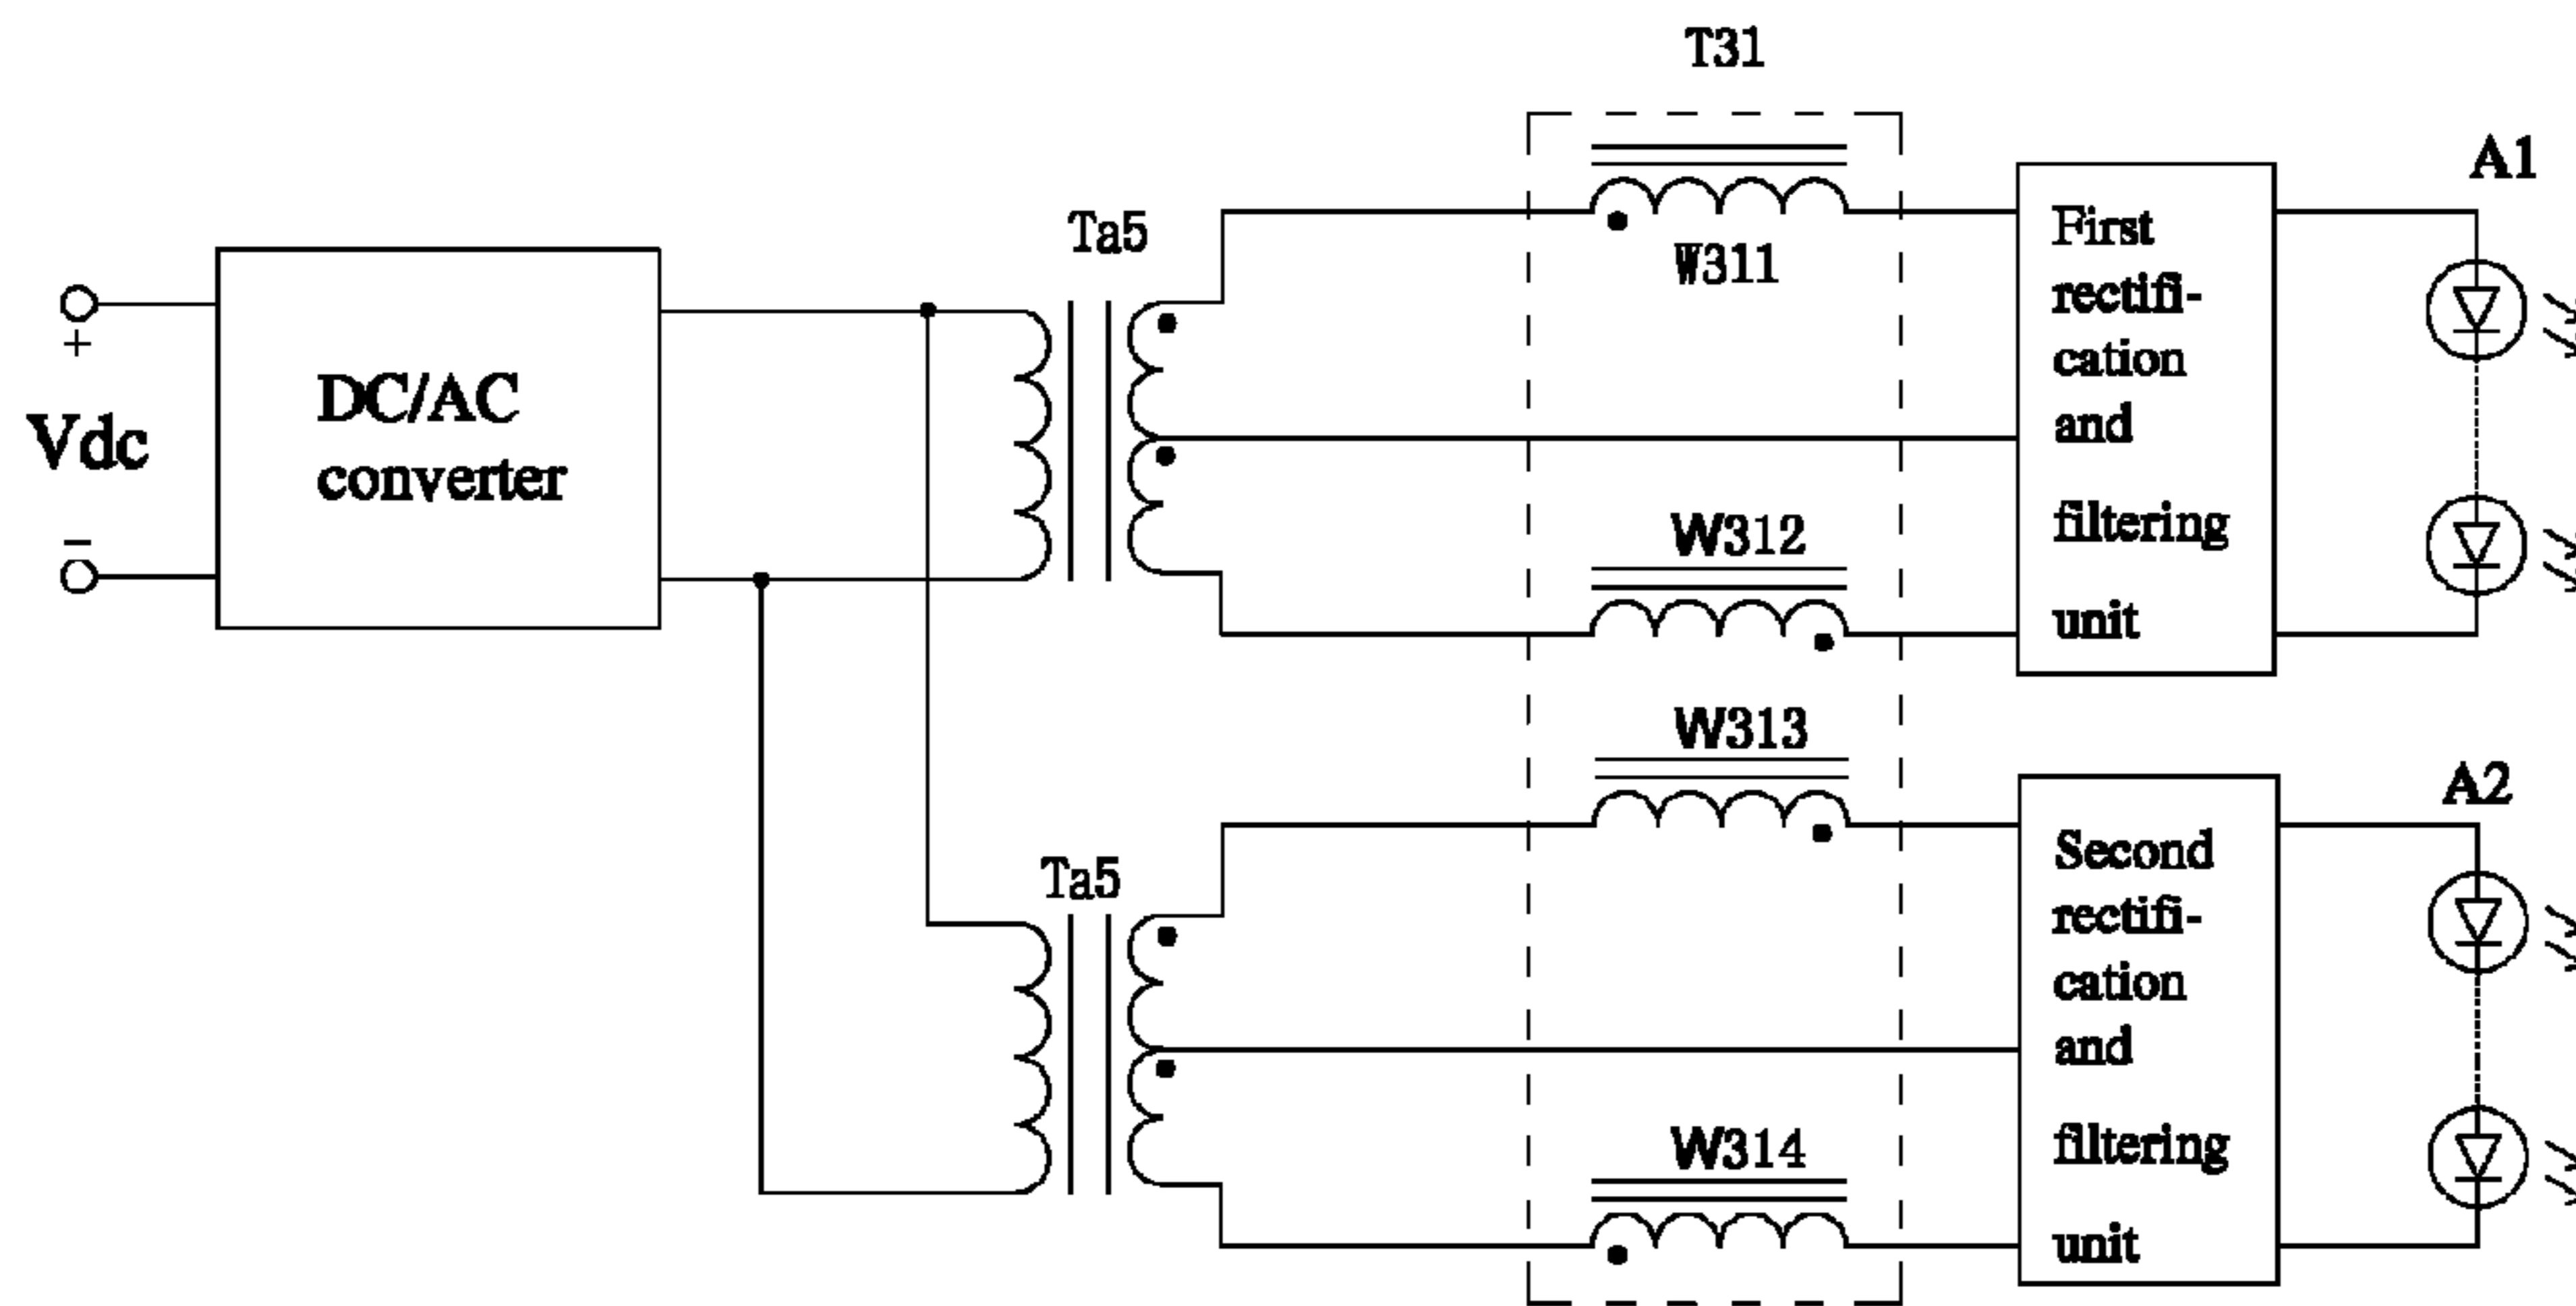 T31
A1
Ta5
W311
First
rectifi-
cation
and
filtering
unit
+
Vdc
−
DC/AC
converter
W312
W313
A2
Ta5
Second
rectifi-
cation
and
filtering
unit
W314